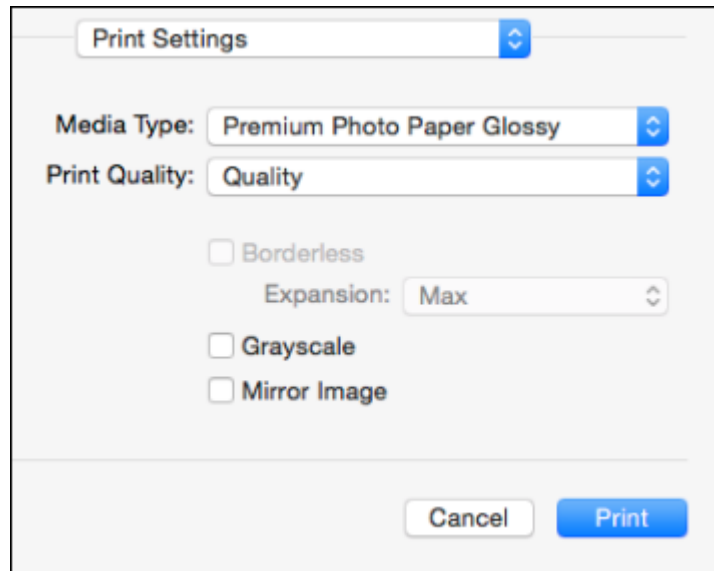 Print Settings
Media Type: Premium Photo Paper Glossy
Print Quality: Quality
Borderless
Expansion: Max
Grayscale
Mirror Image
Cancel Print